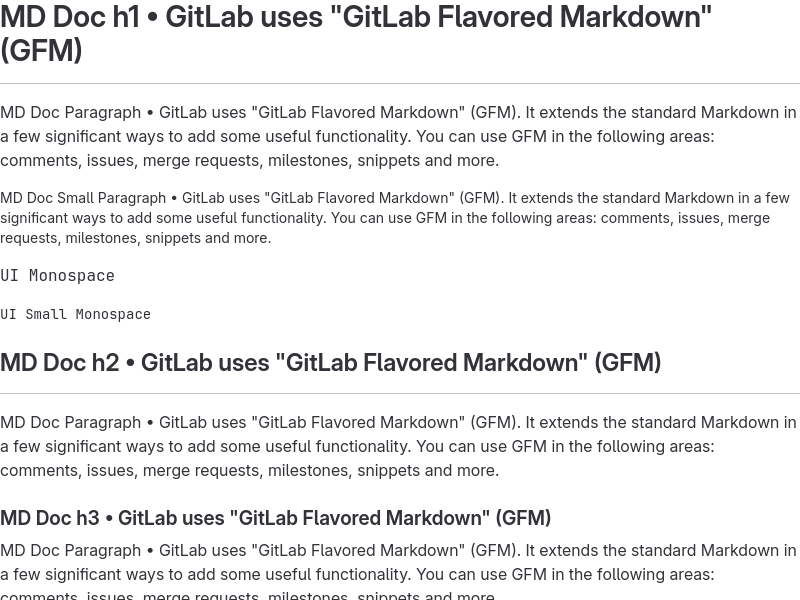 MD Doc h1 • GitLab uses "GitLab Flavored Markdown"
(GFM)
MD Doc Paragraph • GitLab uses "GitLab Flavored Markdown" (GFM). It extends the standard Markdown in
a few significant ways to add some useful functionality. You can use GFM in the following areas:
comments, issues, merge requests, milestones, snippets and more.
MD Doc Small Paragraph • GitLab uses "GitLab Flavored Markdown" (GFM). It extends the standard Markdown in a few
significant ways to add some useful functionality. You can use GFM in the following areas: comments, issues, merge
requests, milestones, snippets and more.
UI Monospace
UI Small Monospace
MD Doc h2 • GitLab uses "GitLab Flavored Markdown" (GFM)
MD Doc Paragraph • GitLab uses "GitLab Flavored Markdown" (GFM). It extends the standard Markdown in
a few significant ways to add some useful functionality. You can use GFM in the following areas:
comments, issues, merge requests, milestones, snippets and more.
MD Doc h3 • GitLab uses "GitLab Flavored Markdown" (GFM)
MD Doc Paragraph • GitLab uses "GitLab Flavored Markdown" (GFM). It extends the standard Markdown in
a few significant ways to add some useful functionality. You can use GFM in the following areas:
comments, issues, merge requests, milestones, snippets and more.